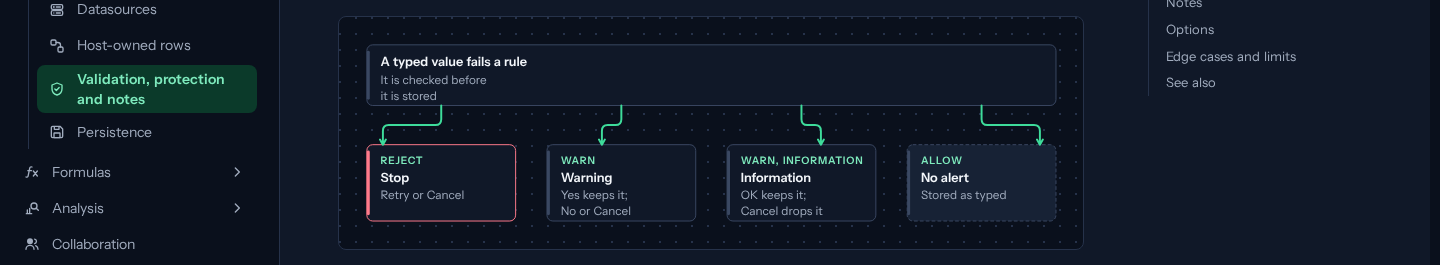 Datasources
Host-owned rows
Validation, protection
and notes
Persistence
Formulas
Analysis
Collaboration
A typed value fails a rule
It is checked before
it is stored
REJECT
Stop
Retry or Cancel
WARN
Warning
Yes keeps it;
No or Cancel
WARN, INFORMATION
Information
OK keeps it;
Cancel drops it
ALLOW
No alert
Stored as typed
Notes
Options
Edge cases and limits
See also